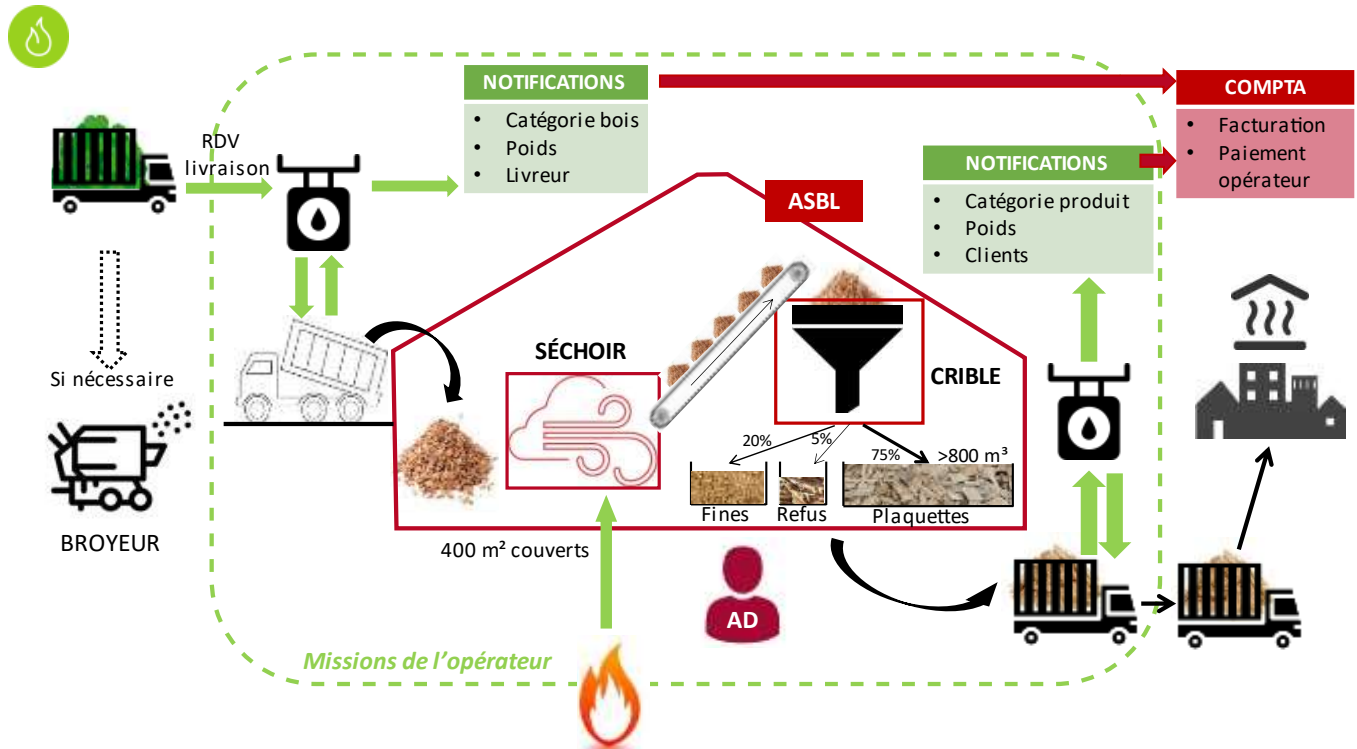 NOTIFICATIONS
• Catégorie bois
• Poids
• Livreur
COMPTA
• Facturation
• Paiement
opérateur
RDV
livraison
NOTIFICATIONS
• Catégorie produit
• Poids
• Clients
ASBL
SÉCHOIR
CRIBLE
Si nécessaire
BROYEUR
20%
5%
75%
>800 m³
Fines
Refus
Plaquettes
400 m² couverts
AD
Missions de l’opérateur